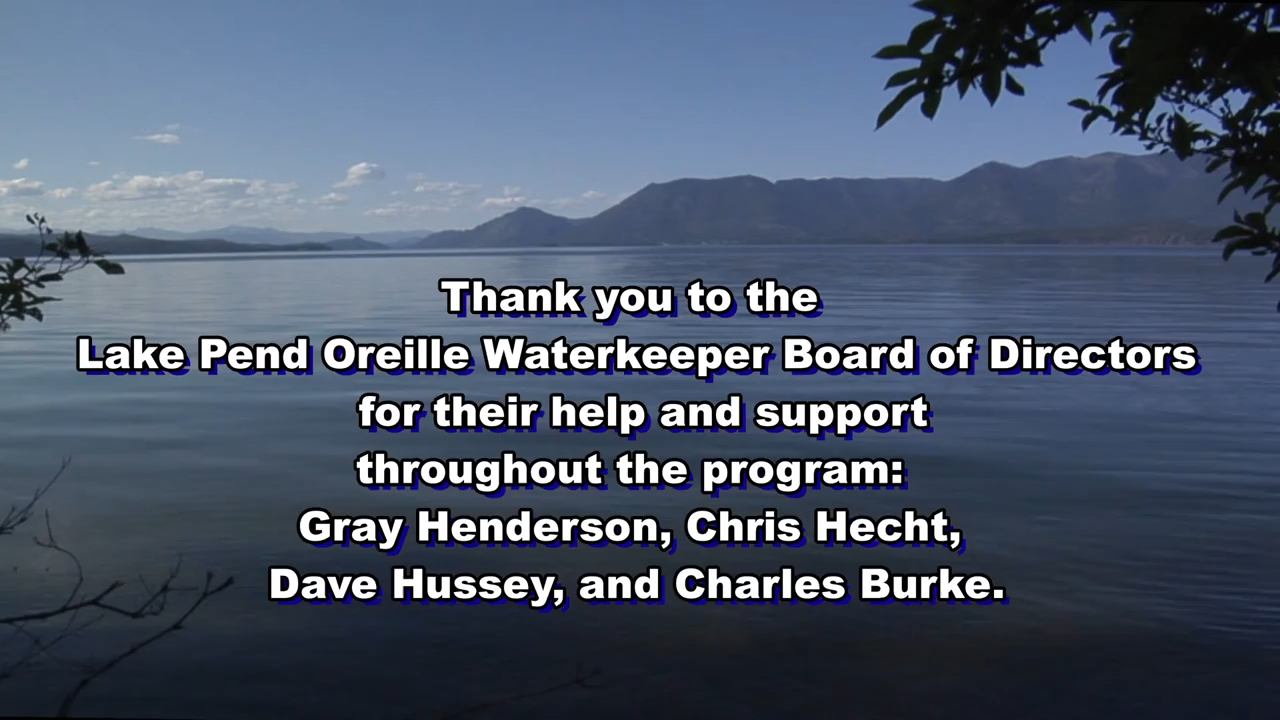 Thank you to the
Lake Pend Oreille Waterkeeper Board of Directors
for their help and support
throughout the program:
Gray Henderson, Chris Hecht,
Dave Hussey, and Charles Burke.